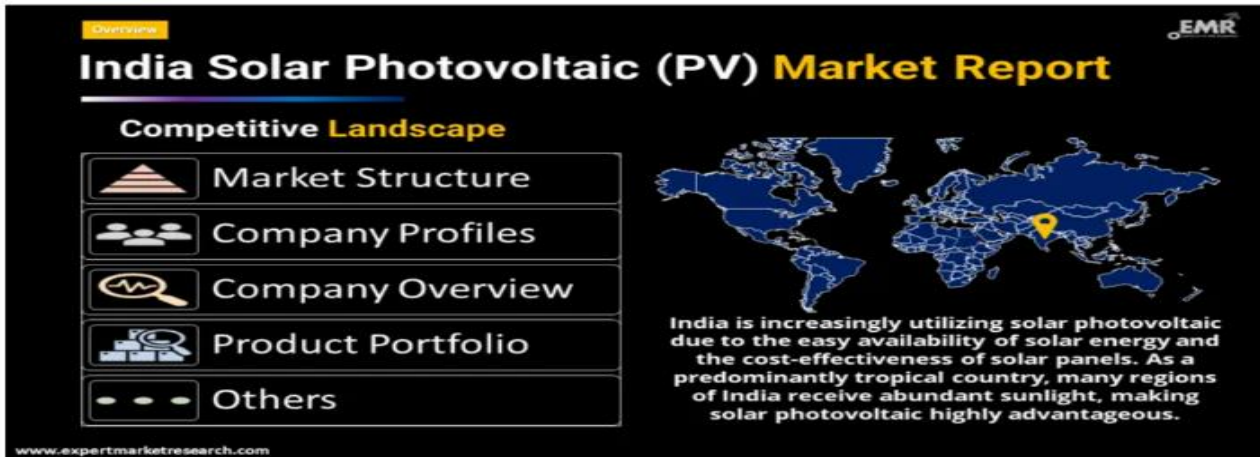 Overview
.EMR
India Solar Photovoltaic (PV) Market Report
Competitive Landscape
Market Structure
Company Profiles
Company Overview
Product Portfolio
Others
India is increasingly utilizing solar photovoltaic
due to the easy availability of solar energy and
the cost-effectiveness of solar panels. As a
predominantly tropical country, many regions
of India receive abundant sunlight, making
solar photovoltaic highly advantageous.
www.expertmarketresearch.com